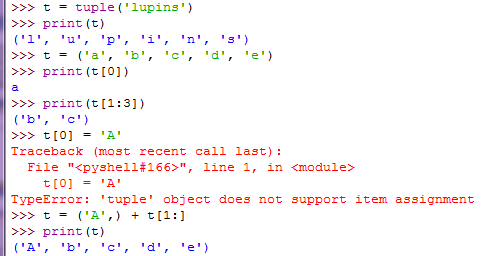 >>> t = tuple('lupins')
>>> print(t)
('l', 'u', 'p', 'i', 'n', 's')
>>> t = ('a', 'b', 'c', 'd', 'e')
>>> print(t[0])
a
>>> print(t[1:3])
('b', 'c')
>>> t[0] = 'A'
Traceback (most recent call last):
  File "<pyshell#166>", line 1, in <module>
    t[0] = 'A'
TypeError: 'tuple' object does not support item assignment
>>> t = ('A',) + t[1:]
>>> print(t)
('A', 'b', 'c', 'd', 'e')